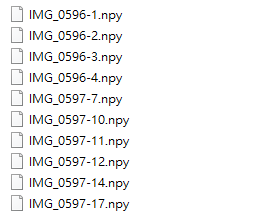 IMG_0596-1.npy
IMG_0596-2.npy
IMG_0596-3.npy
IMG_0596-4.npy
IMG_0597-7.npy
IMG_0597-10.npy
IMG_0597-11.npy
IMG_0597-12.npy
IMG_0597-14.npy
IMG_0597-17.npy